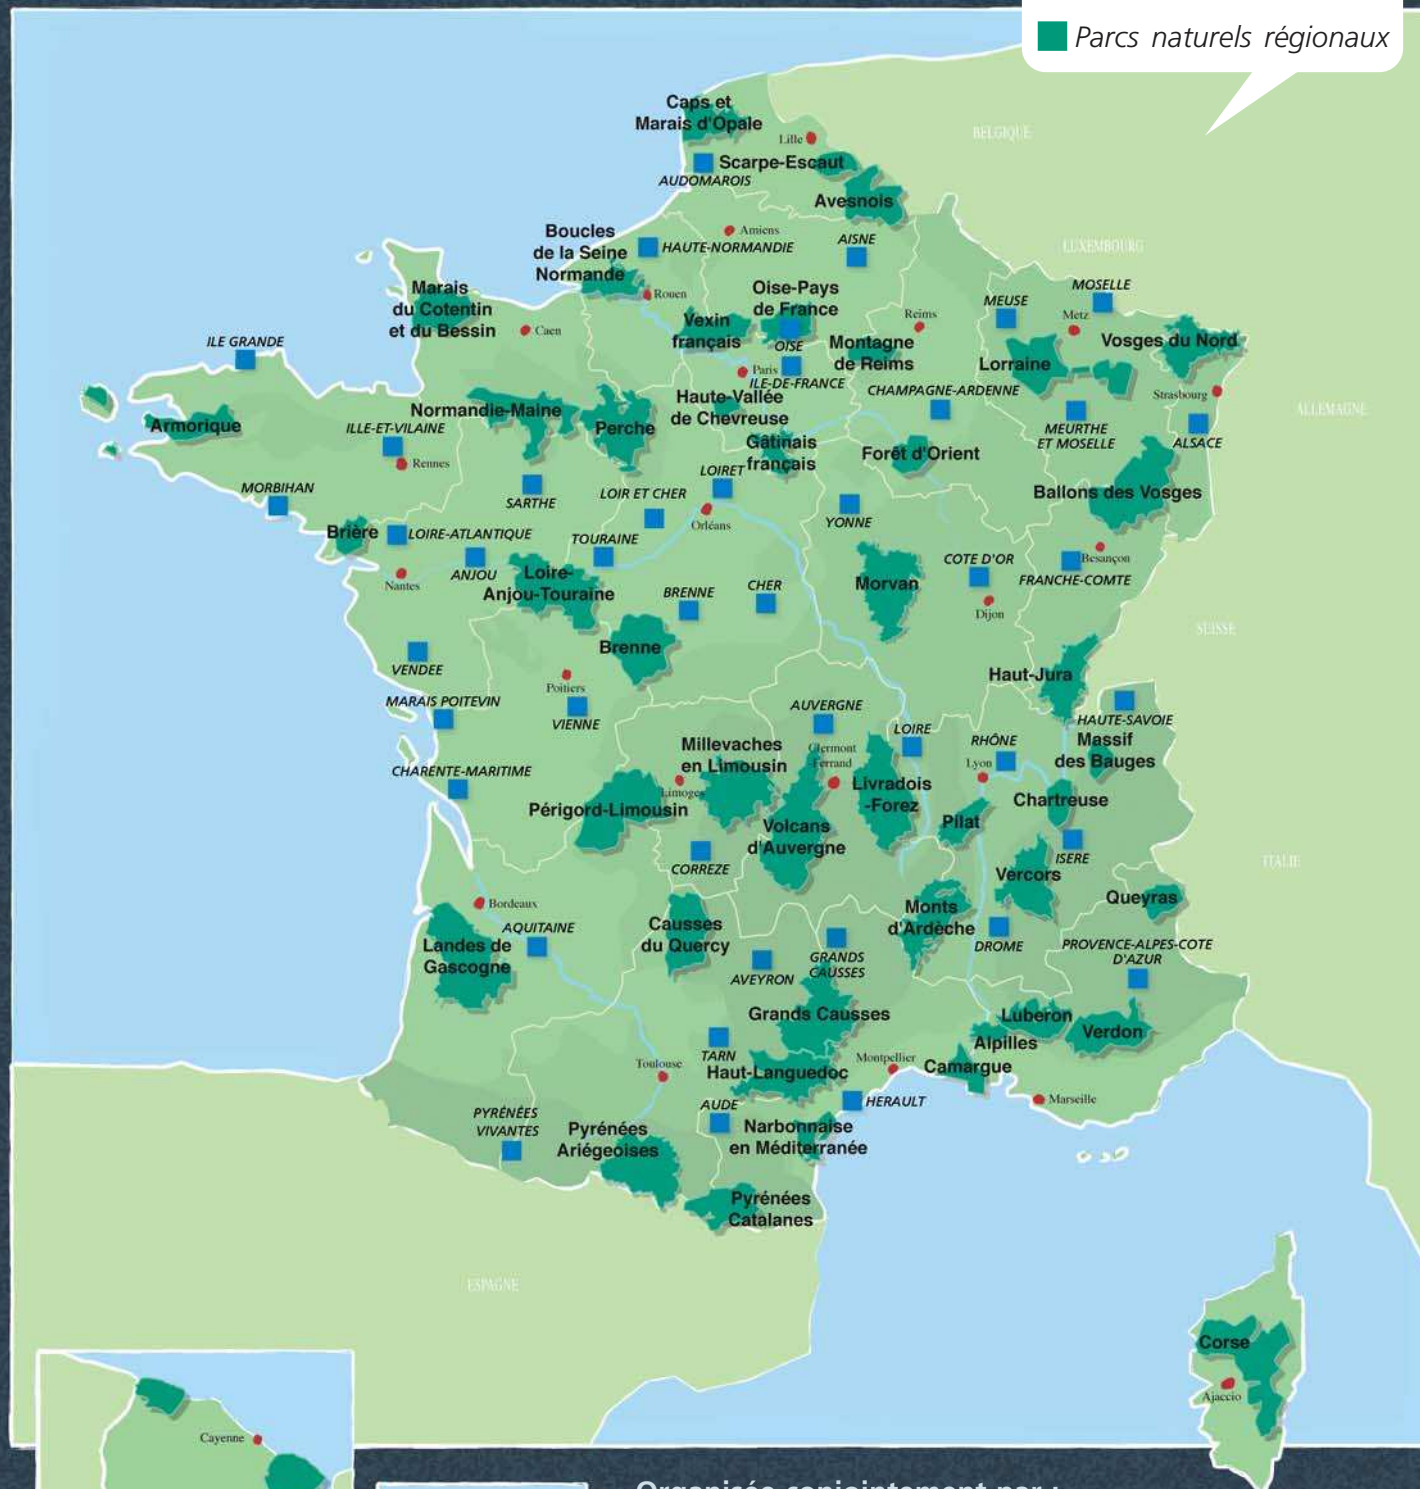 Parcs naturels régionaux
Caps et
Marais d'Opale
Lille
BELGIQUE
Scarpe-Escaut
AUDOMAROIS
Avesnois
Boucles
de la Seine
Normande
HAUTE-NORMANDIE
Amiens
AISNE
LUXEMBOURG
Marais
du Cotentin
et du Bessin
Caen
Rouen
Oise-Pays
de France
OISE
Vexin
français
Reims
MEUSE
MOSELLE
Metz
Vosges du Nord
ILE GRANDE
Montagne
de Reims
Lorraine
Paris
ILE-DE-FRANCE
CHAMPAGNE-ARDENNE
Strasbourg
ALLEMAGNE
Armorique
Normandie-Maine
ILLE-ET-VILAINE
Rennes
Perche
Haute-Vallée
de Chevreuse
Gâtinais
français
Forêt d'Orient
MEURTHE
ET MOSELLE
ALSACE
MORBIHAN
SARTHE
LOIR ET CHER
LOIRET
Orléans
YONNE
Ballons des Vosges
Brière
LOIRE-ATLANTIQUE
TOURAINE
Nantes
ANJOU
Loire-
Anjou-Touraine
BRENNE
CHER
Morvan
COTE D'OR
Dijon
Besançon
FRANCHE-COMTE
SUISSE
VENDEE
Brenne
Poitiers
VIENNE
Haut-Jura
MARAIS POITEVIN
AUVERGNE
LOIRE
HAUTE-SAVOIE
RHÔNE
Lyon
Massif
des Bauges
CHARENTE-MARITIME
Millevaches
en Limousin
Limoges
Clermont
Ferrand
Livradois
-Forez
Chartreuse
Périgord-Limousin
Volcans
d'Auvergne
Pilat
ISERE
CORREZE
Vercors
ITALIE
Queyras
Bordeaux
AQUITAINE
Landes de
Gascogne
Causses
du Quercy
Monts
d'Ardèche
DROME
PROVENCE-ALPES-COTE
D'AZUR
AVEYRON
GRANDS
CAUSSES
Grands Causses
Luberon
Verdon
Alpilles
Camargue
TARN
Toulouse
Haut-Languedoc
Montpellier
Marseille
HERAULT
AUDE
PYRÉNÉES
VIVANTES
Pyrénées
Ariégeoises
Narbonnaise
en Méditerranée
Pyrénées
Catalanes
ESPAGNE
Corse
Ajaccio
Cayenne
Organisée conjointement par :